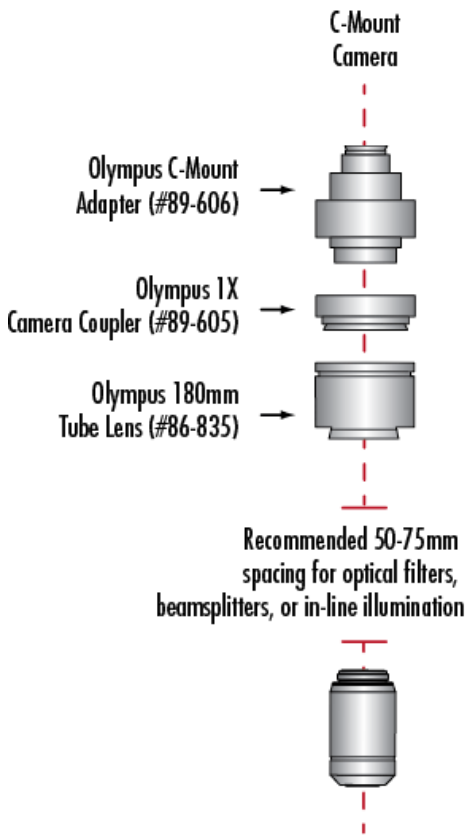 C-Mount
Camera
Olympus C-Mount
Adapter (#89-606)
Olympus 1X
Camera Coupler (#89-605)
Olympus 180mm
Tube Lens (#86-835)
Recommended 50-75mm
spacing for optical filters,
beamsplitters, or in-line illumination